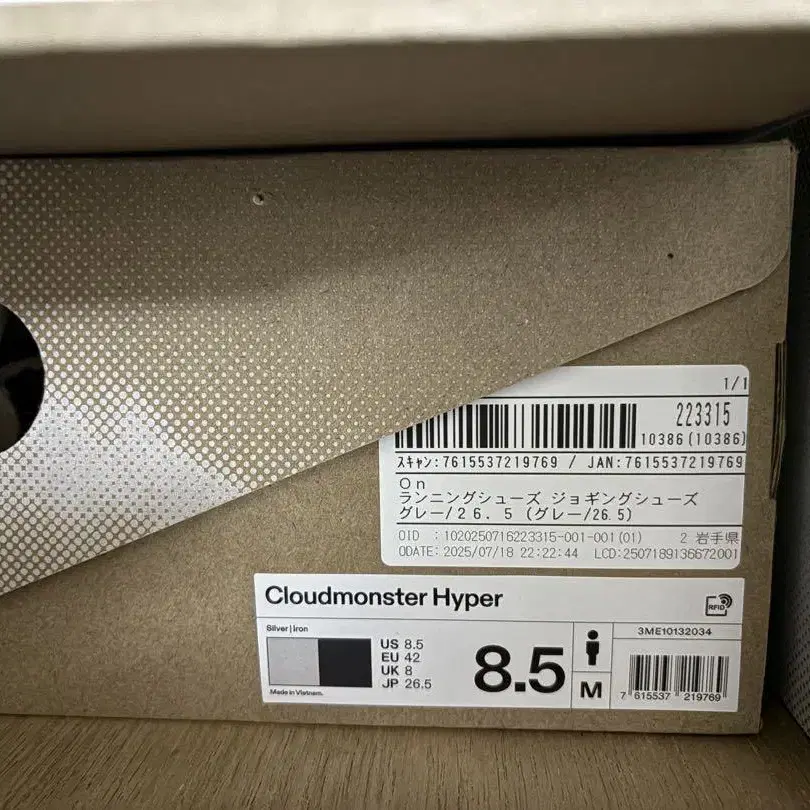 1/1
223315
10386(10386)
ｽｷｬﾝ:7615537219769 / JAN:7615537219769
On
ランニングシューズ ジョギングシューズ
グレー/26.5 (グレー/26.5)
OID :1020250716223315-001-001(01) 2 岩手県
ODATE: 2025/07/18 22:22:44 LCD:2507189136672001
Cloudmonster Hyper
RFID
Silver | Iron
US 8.5
EU 42
UK 8
JP 26.5
Made in Vietnam.
8.5
M
3ME10132034
7 615537 219769